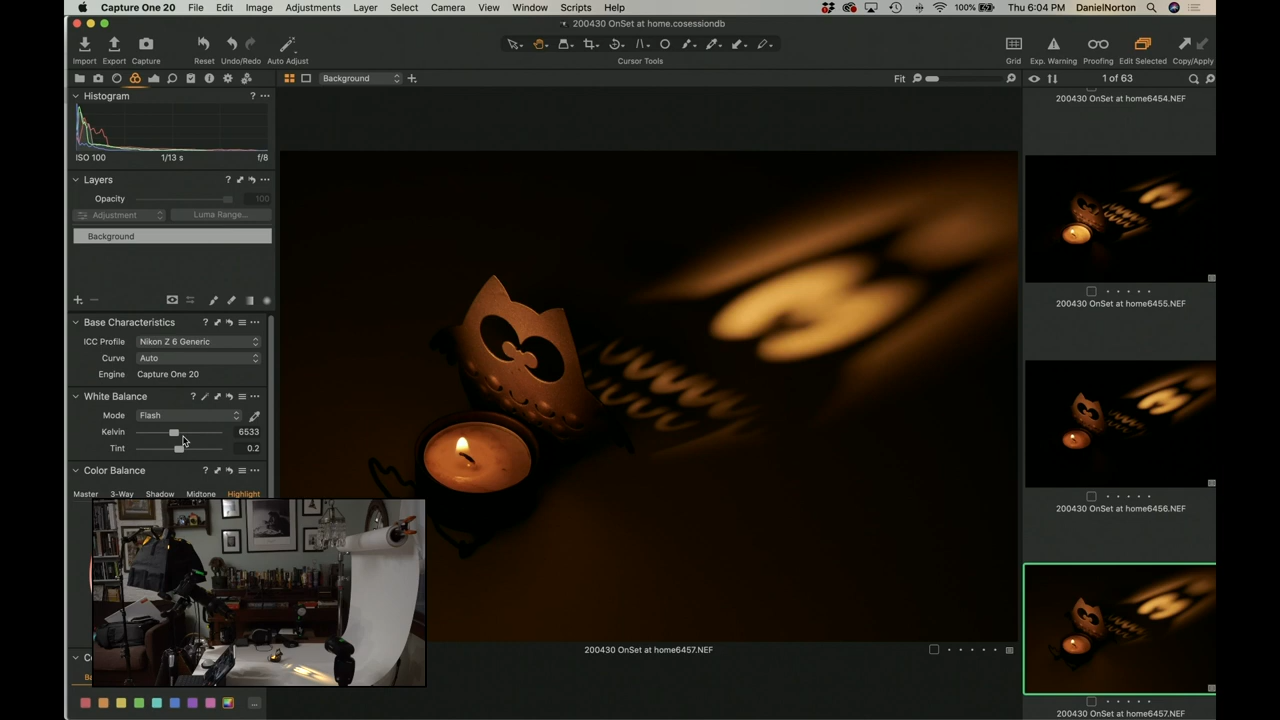 Capture One 20 File Edit Image Adjustments Layer Select Camera View Window Scripts Help 100% Thu 6:04 PM DanielNorton
200430 OnSet at home.cosessiondb
Import Export Capture Reset Undo/Redo Auto Adjust Cursor Tools Grid Exp. Warning Proofing Edit Selected Copy/Apply
Background Fit 1 of 63
Histogram ? ...
200430 OnSet at home6454.NEF
ISO 100 1/13 s f/8
Layers ? ...
Opacity 100
Adjustment Luma Range...
Background
200430 OnSet at home6455.NEF
Base Characteristics ? ...
ICC Profile Nikon Z 6 Generic
Curve Auto
Engine Capture One 20
White Balance ? ...
Mode Flash
Kelvin 6533
Tint 0.2
Color Balance ? ...
Master 3-Way Shadow Midtone Highlight
200430 OnSet at home6456.NEF
200430 OnSet at home6457.NEF
200430 OnSet at home6457.NEF
...